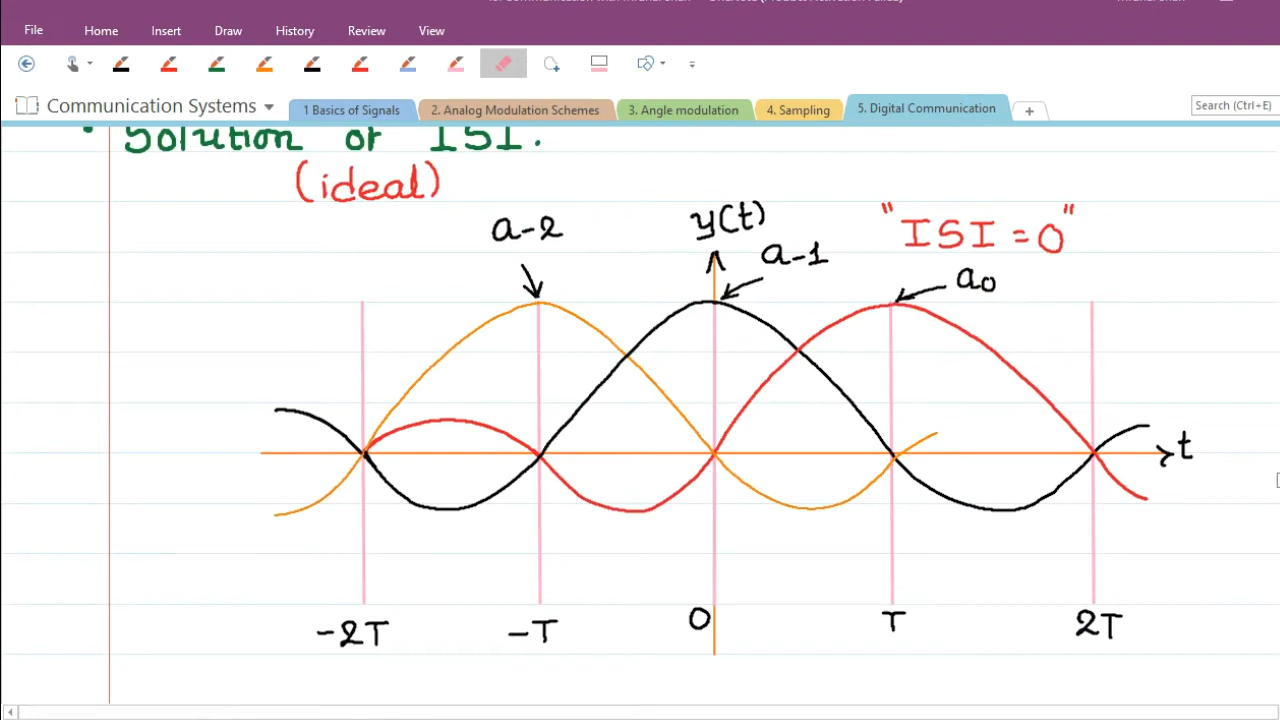 File Home Insert Draw History Review View
Communication Systems 1 Basics of Signals 2. Analog Modulation Schemes 3. Angle modulation 4. Sampling 5. Digital Communication + Search (Ctrl+E)
• Solution of ISI.
(ideal)
a-2 y(t) "ISI = 0"
a-1
a0
t
-2T -T 0 T 2T